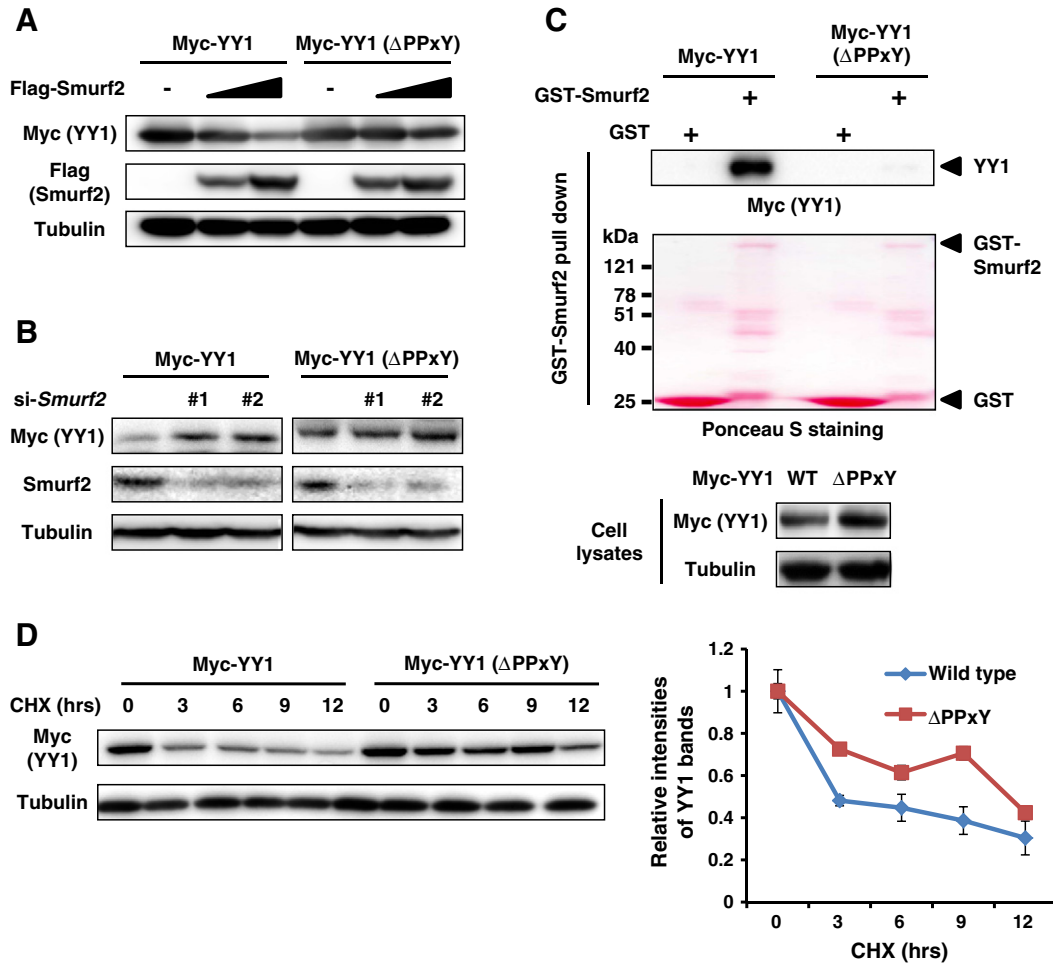 A
Myc-YY1 Myc-YY1 (ΔPPxY)
Flag-Smurf2 - -
Myc (YY1)
Flag
(Smurf2)
Tubulin
B
Myc-YY1 Myc-YY1 (ΔPPxY)
si-Smurf2 #1 #2 #1 #2
Myc (YY1)
Smurf2
Tubulin
C
Myc-YY1 Myc-YY1
(ΔPPxY)
GST-Smurf2 + +
GST + +
GST-Smurf2 pull down
YY1
Myc (YY1)
kDa
121
78
51
40
25
GST-
Smurf2
GST
Ponceau S staining
Myc-YY1 WT ΔPPxY
Cell
lysates
Myc (YY1)
Tubulin
D
Myc-YY1 Myc-YY1 (ΔPPxY)
CHX (hrs) 0 3 6 9 12 0 3 6 9 12
Myc
(YY1)
Tubulin
Relative intensities
of YY1 bands
1.2
1
0.8
0.6
0.4
0.2
0
Wild type
ΔPPxY
0 3 6 9 12
CHX (hrs)